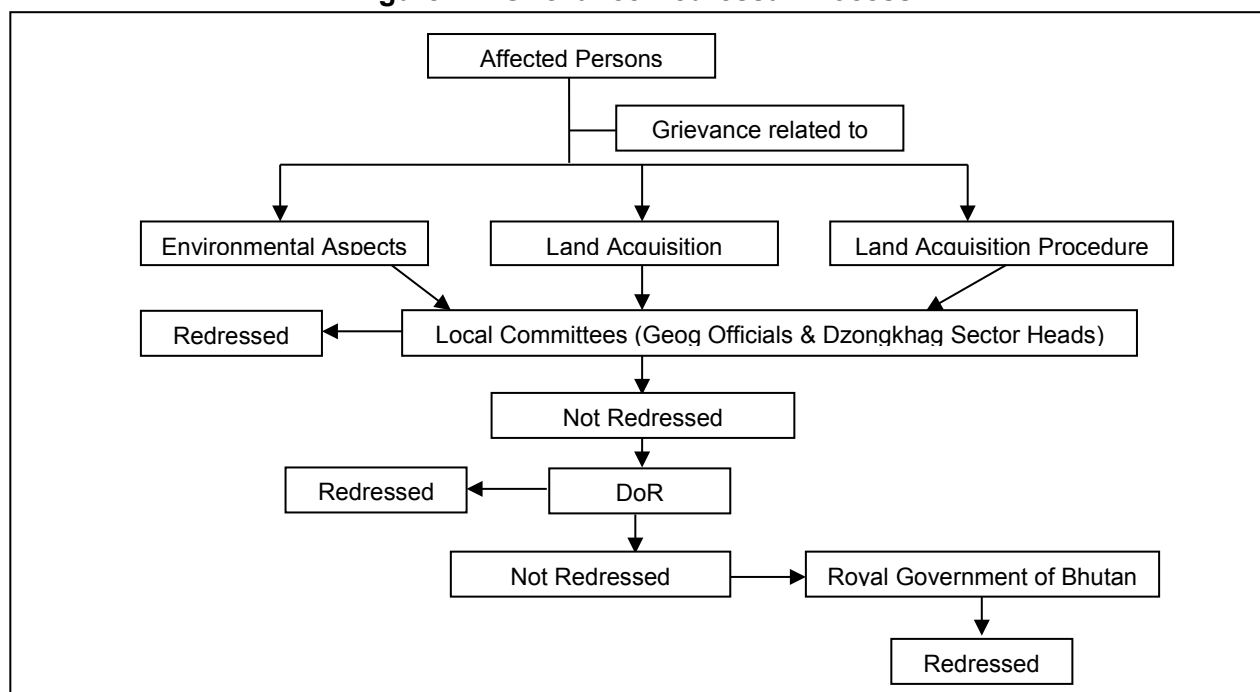 Affected Persons
Grievance related to
Environmental Aspects
Land Acquisition
Land Acquisition Procedure
Redressed
Local Committees (Geog Officials & Dzongkhag Sector Heads)
Not Redressed
Redressed
DoR
Not Redressed
Royal Government of Bhutan
Redressed